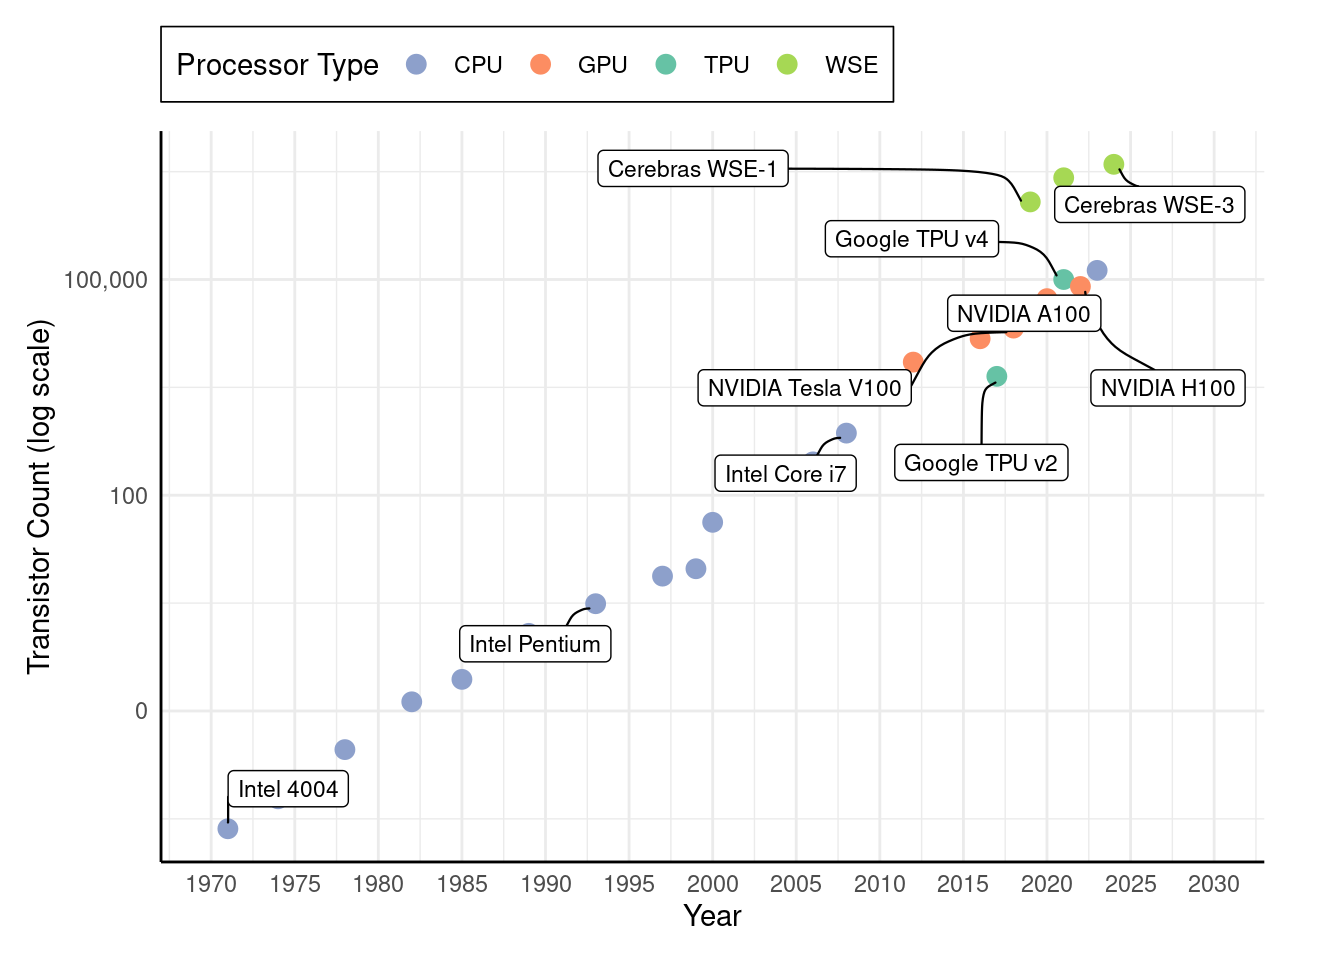 Processor Type CPU GPU TPU WSE
Cerebras WSE-1
Cerebras WSE-3
Google TPU v4
100,000
NVIDIA A100
NVIDIA Tesla V100
NVIDIA H100
Google TPU v2
Intel Core i7
100
Intel Pentium
0
Intel 4004
Transistor Count (log scale)
1970 1975 1980 1985 1990 1995 2000 2005 2010 2015 2020 2025 2030
Year